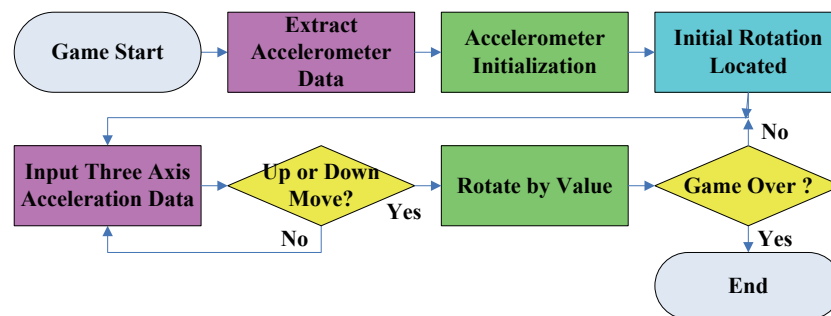 Game Start
Extract
Accelerometer
Data
Accelerometer
Initialization
Initial Rotation
Located
No
Input Three Axis
Acceleration Data
Up or Down
Move?
Yes
No
Rotate by Value
Game Over ?
Yes
End